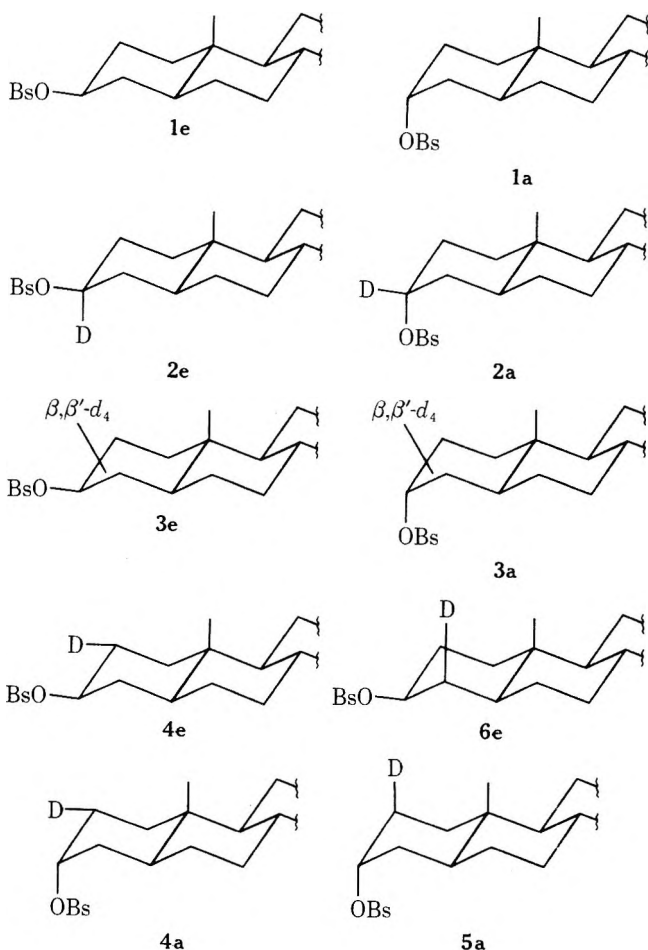 BsO
1e
OBs
1a
BsO
D
2e
D
OBs
2a
β,β′-d₄
BsO
3e
β,β′-d₄
OBs
3a
D
BsO
4e
D
BsO
6e
D
OBs
4a
D
OBs
5a